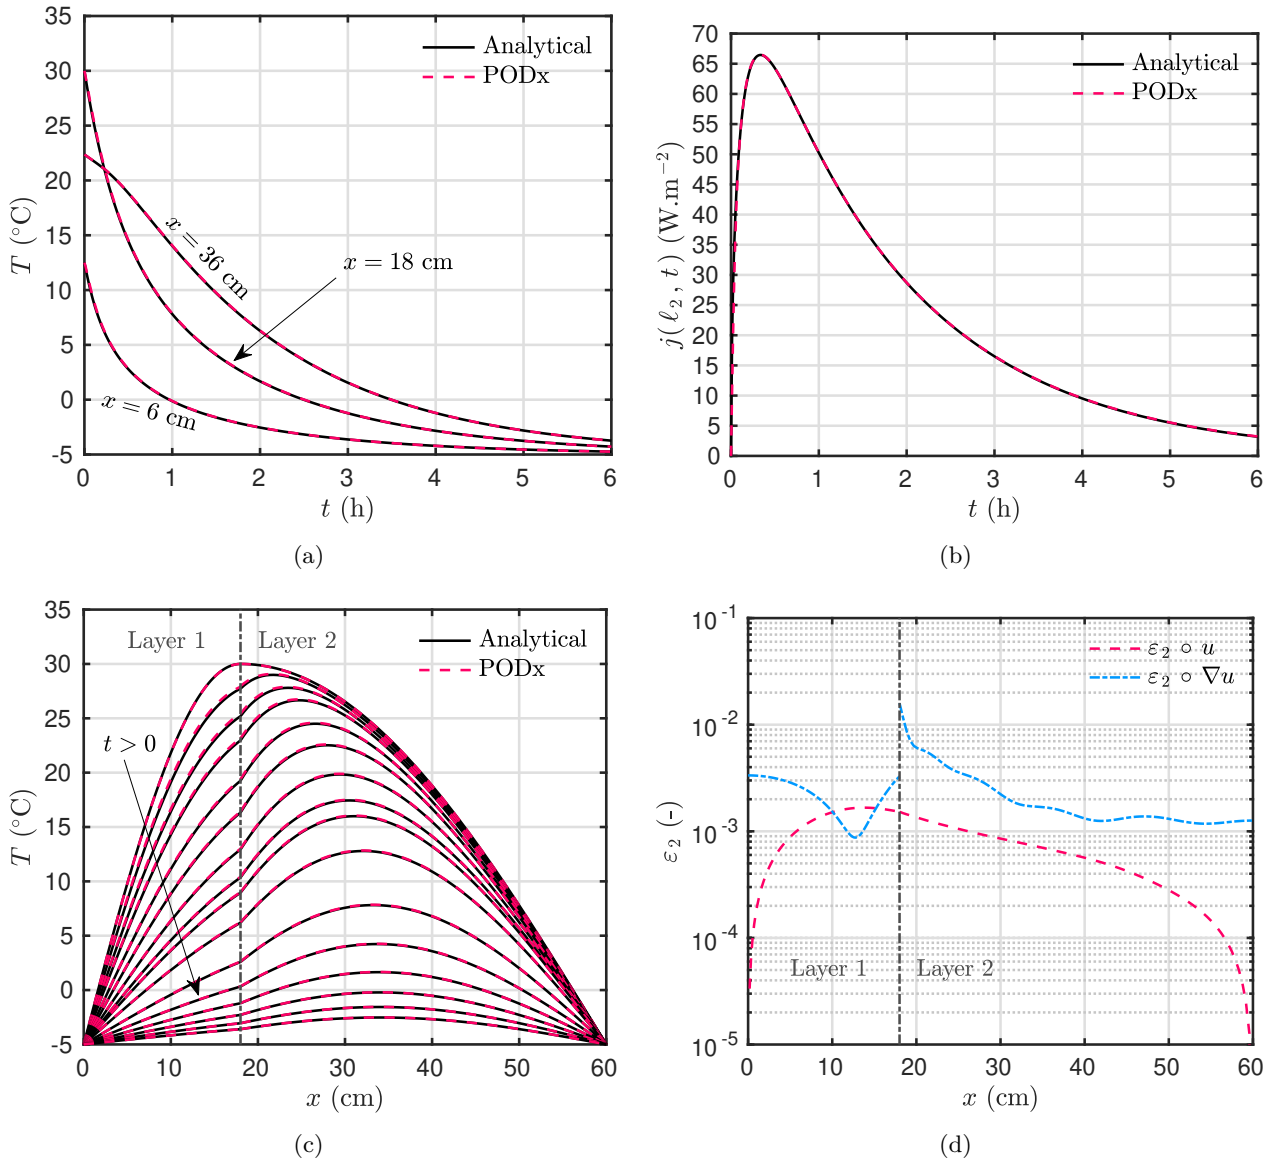 35
30
25
20
15
10
5
0
-5
T (°C)
Analytical
PODx
x = 36 cm
x = 18 cm
x = 6 cm
0 1 2 3 4 5 6
t (h)
(a)
70
65
60
55
50
45
40
35
30
25
20
15
10
5
0
j(ℓ₂, t) (W.m⁻²)
Analytical
PODx
0 1 2 3 4 5 6
t (h)
(b)
35
30
25
20
15
10
5
0
-5
T (°C)
Layer 1 Layer 2
Analytical
PODx
t > 0
0 10 20 30 40 50 60
x (cm)
(c)
10⁻¹
10⁻²
10⁻³
10⁻⁴
10⁻⁵
ε₂ (-)
ε₂ ∘ u
ε₂ ∘ ∇u
Layer 1 Layer 2
0 10 20 30 40 50 60
x (cm)
(d)